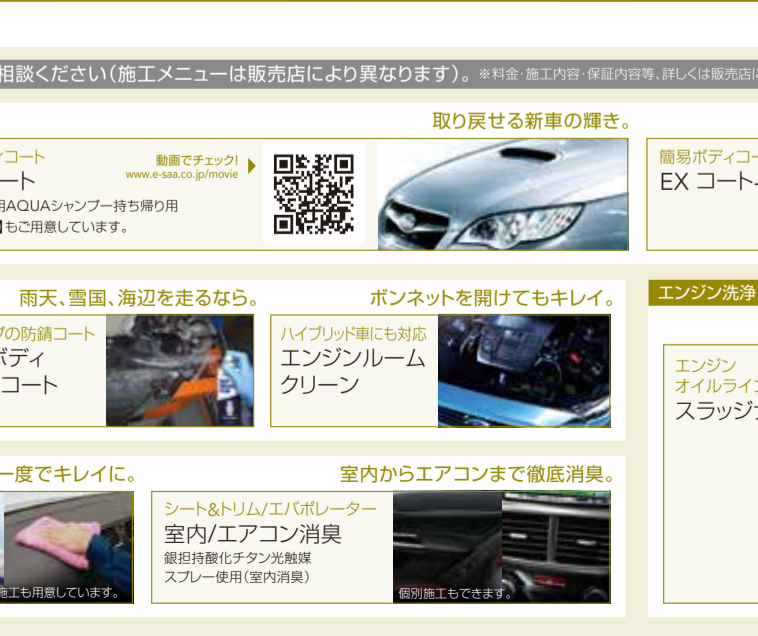 相談ください(施工メニューは販売店により異なります)。 ※料金・施工内容・保証内容等、詳しくは販売店に
取り戻せる新車の輝き。
コート
ート
動画でチェック!
www.e-saa.co.jp/movie
用AQUAシャンプー持ち帰り用
】もご用意しています。
簡易ボディコー
EX コート
雨天、雪国、海辺を走るなら。
の防錆コート
ボディ
コート
ボンネットを開けてもキレイ。
ハイブリッド車にも対応
エンジンルーム
クリーン
エンジン洗浄
エンジン
オイルライン
スラッジ
一度でキレイに。
施工も用意しています。
室内からエアコンまで徹底消臭。
シート&トリム/エバポレーター
室内/エアコン消臭
銀担持酸化チタン光触媒
スプレー使用(室内消臭)
個別施工もできます。